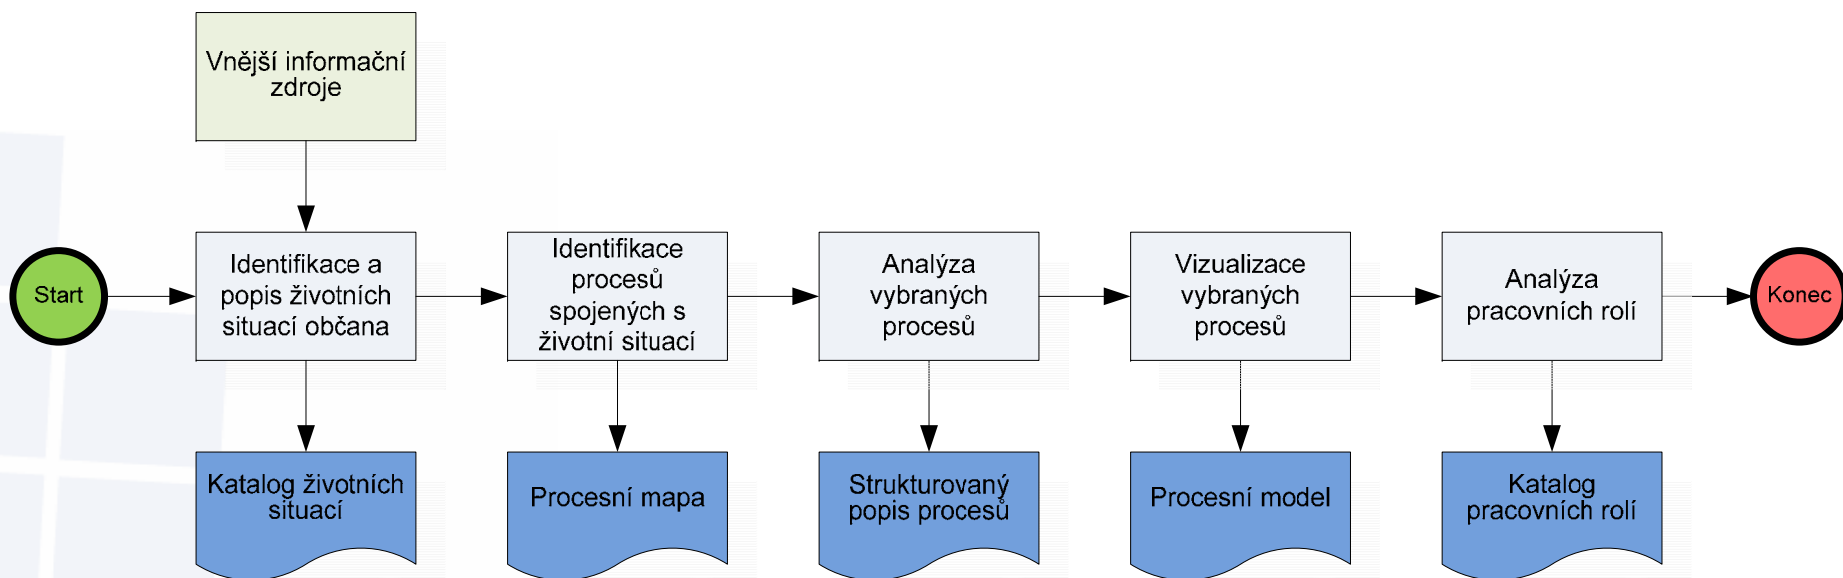 Vnější informační
zdroje
Start
Identifikace a
popis životních
situací občana
Identifikace
procesů
spojených s
životní situací
Analýza
vybraných
procesů
Vizualizace
vybraných
procesů
Analýza
pracovních rolí
Konec
Katalog životních
situací
Procesní mapa
Strukturovaný
popis procesů
Procesní model
Katalog
pracovních rolí